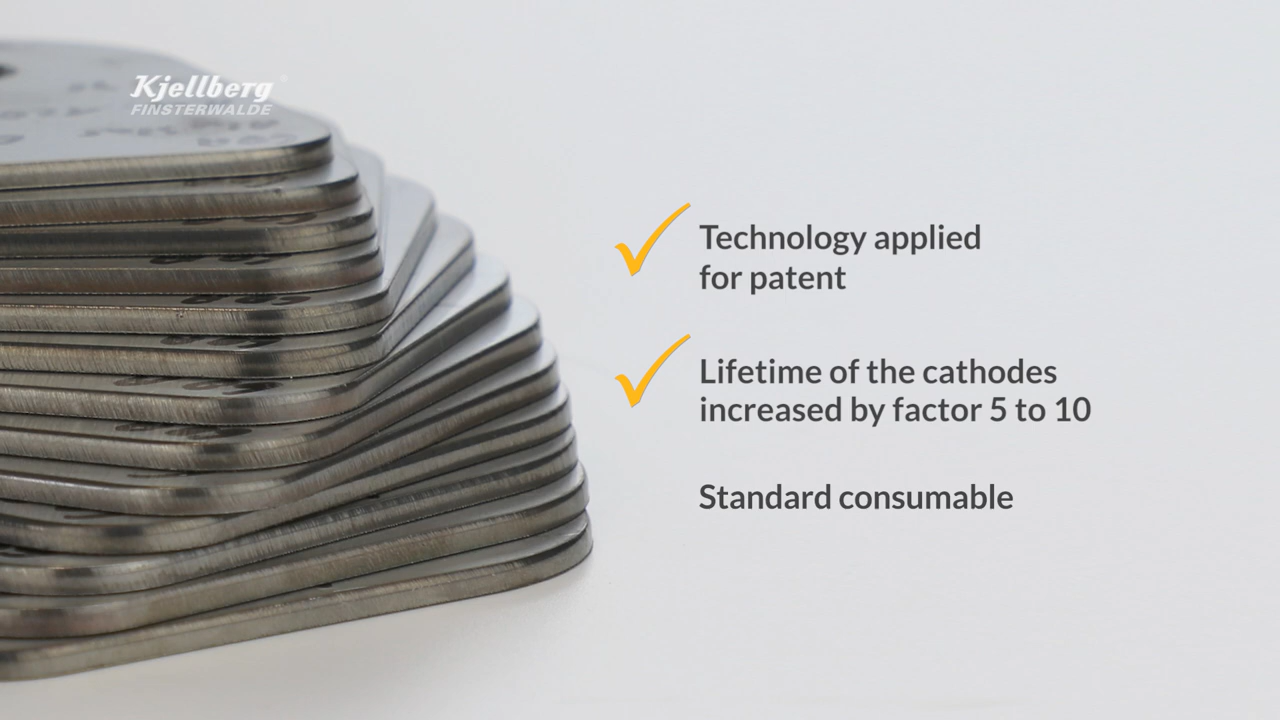 Kjellberg
FINSTERWALDE
Technology applied
for patent
Lifetime of the cathodes
increased by factor 5 to 10
Standard consumable